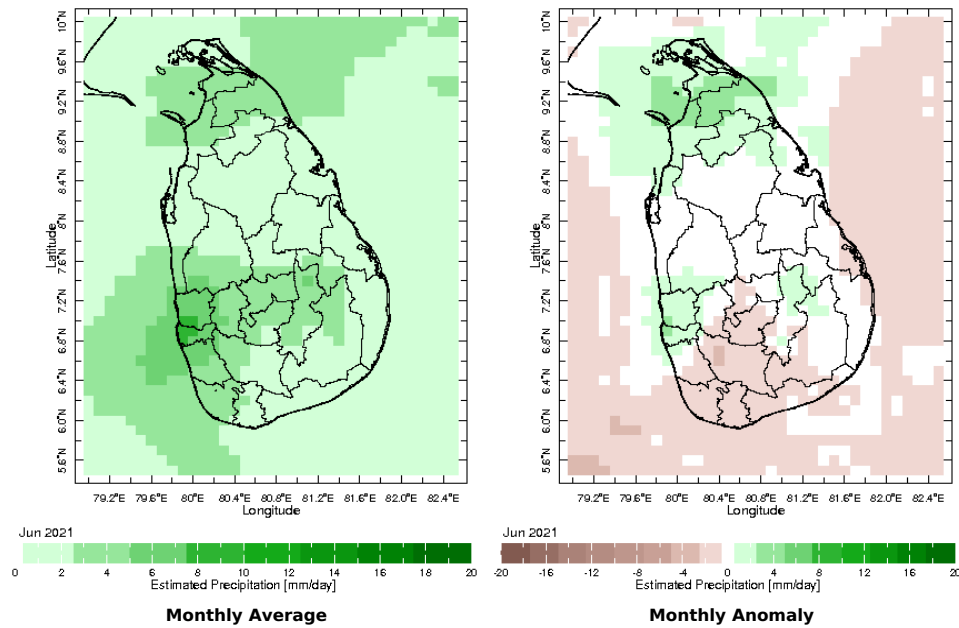 10°N
9.6°N
9.2°N
8.8°N
8.4°N
8°N
7.6°N
7.2°N
6.8°N
6.4°N
6.0°N
5.6°N
Latitude
79.2°E 79.6°E 80°E 80.4°E 80.8°E 81.2°E 81.6°E 82.0°E 82.4°E
Longitude
Jun 2021
0 2 4 6 8 10 12 14 16 18 20
Estimated Precipitation [mm/day]
Monthly Average
10°N
9.6°N
9.2°N
8.8°N
8.4°N
8°N
7.6°N
7.2°N
6.8°N
6.4°N
6.0°N
5.6°N
Latitude
79.2°E 79.6°E 80°E 80.4°E 80.8°E 81.2°E 81.6°E 82.0°E 82.4°E
Longitude
Jun 2021
-20 -16 -12 -8 -4 0 4 8 12 16 20
Estimated Precipitation [mm/day]
Monthly Anomaly